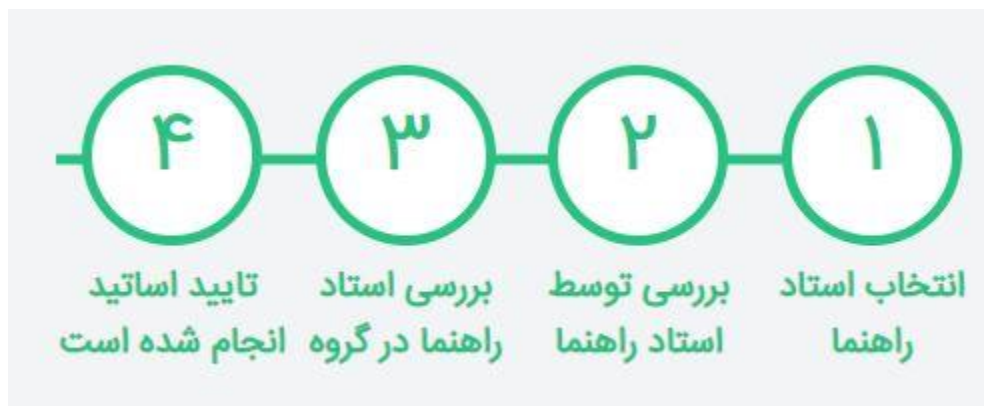 ۱
۲
۳
۴
انتخاب استاد
راهنما
بررسی توسط
استاد راهنما
بررسی استاد
راهنما در گروه
تایید اساتید
انجام شده است